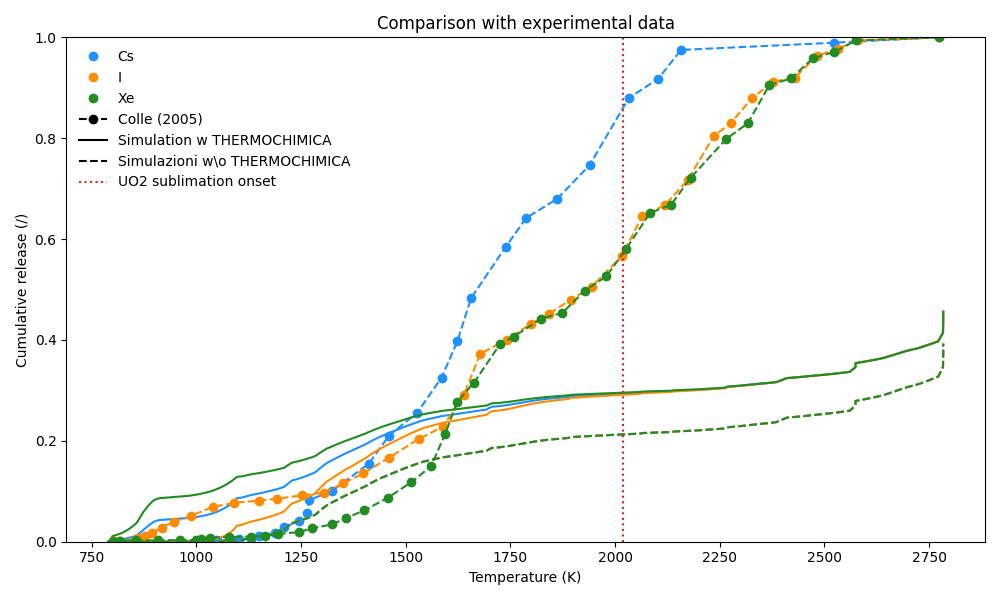 Comparison with experimental data
1.0
0.8
0.6
0.4
0.2
0.0
Cumulative release (/)
Cs
I
Xe
Colle (2005)
Simulation w THERMOCHIMICA
Simulazioni w\o THERMOCHIMICA
UO2 sublimation onset
750
1000
1250
1500
1750
2000
2250
2500
2750
Temperature (K)